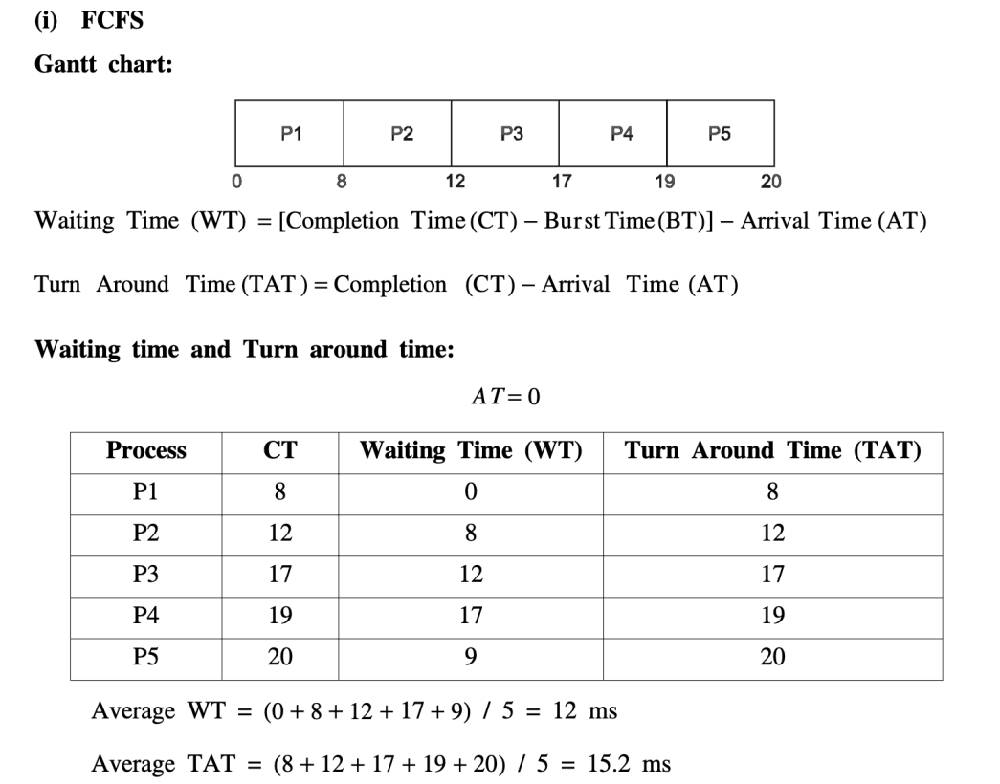 (i) FCFS
Gantt chart:
P1 P2 P3 P4 P5
0 8 12 17 19 20
Waiting Time (WT) = [Completion Time (CT) – Burst Time (BT)] – Arrival Time (AT)
Turn Around Time (TAT) = Completion (CT) – Arrival Time (AT)
Waiting time and Turn around time:
AT = 0
Process CT Waiting Time (WT) Turn Around Time (TAT)
P1 8 0 8
P2 12 8 12
P3 17 12 17
P4 19 17 19
P5 20 9 20
Average WT = (0 + 8 + 12 + 17 + 9) / 5 = 12 ms
Average TAT = (8 + 12 + 17 + 19 + 20) / 5 = 15.2 ms